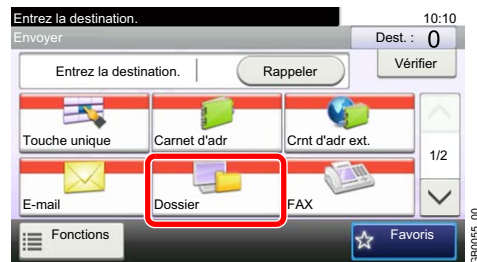 Entrez la destination.
10:10
Envoyer
Dest. : 0
Entrez la destination.
Rappeler
Vérifier
Touche unique
Carnet d'adr
Crnt d'adr ext.
1/2
E-mail
Dossier
FAX
Fonctions
Favoris
GB0055_00